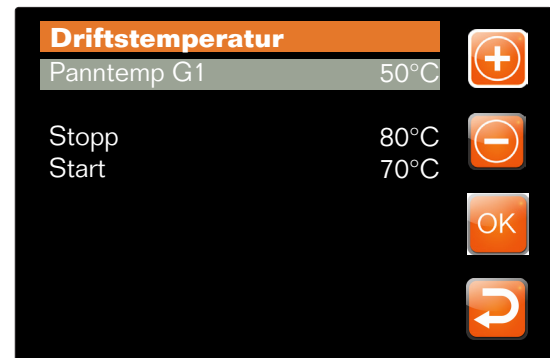 Driftstemperatur
Panntemp G1 50°C
Stopp 80°C
Start 70°C
OK